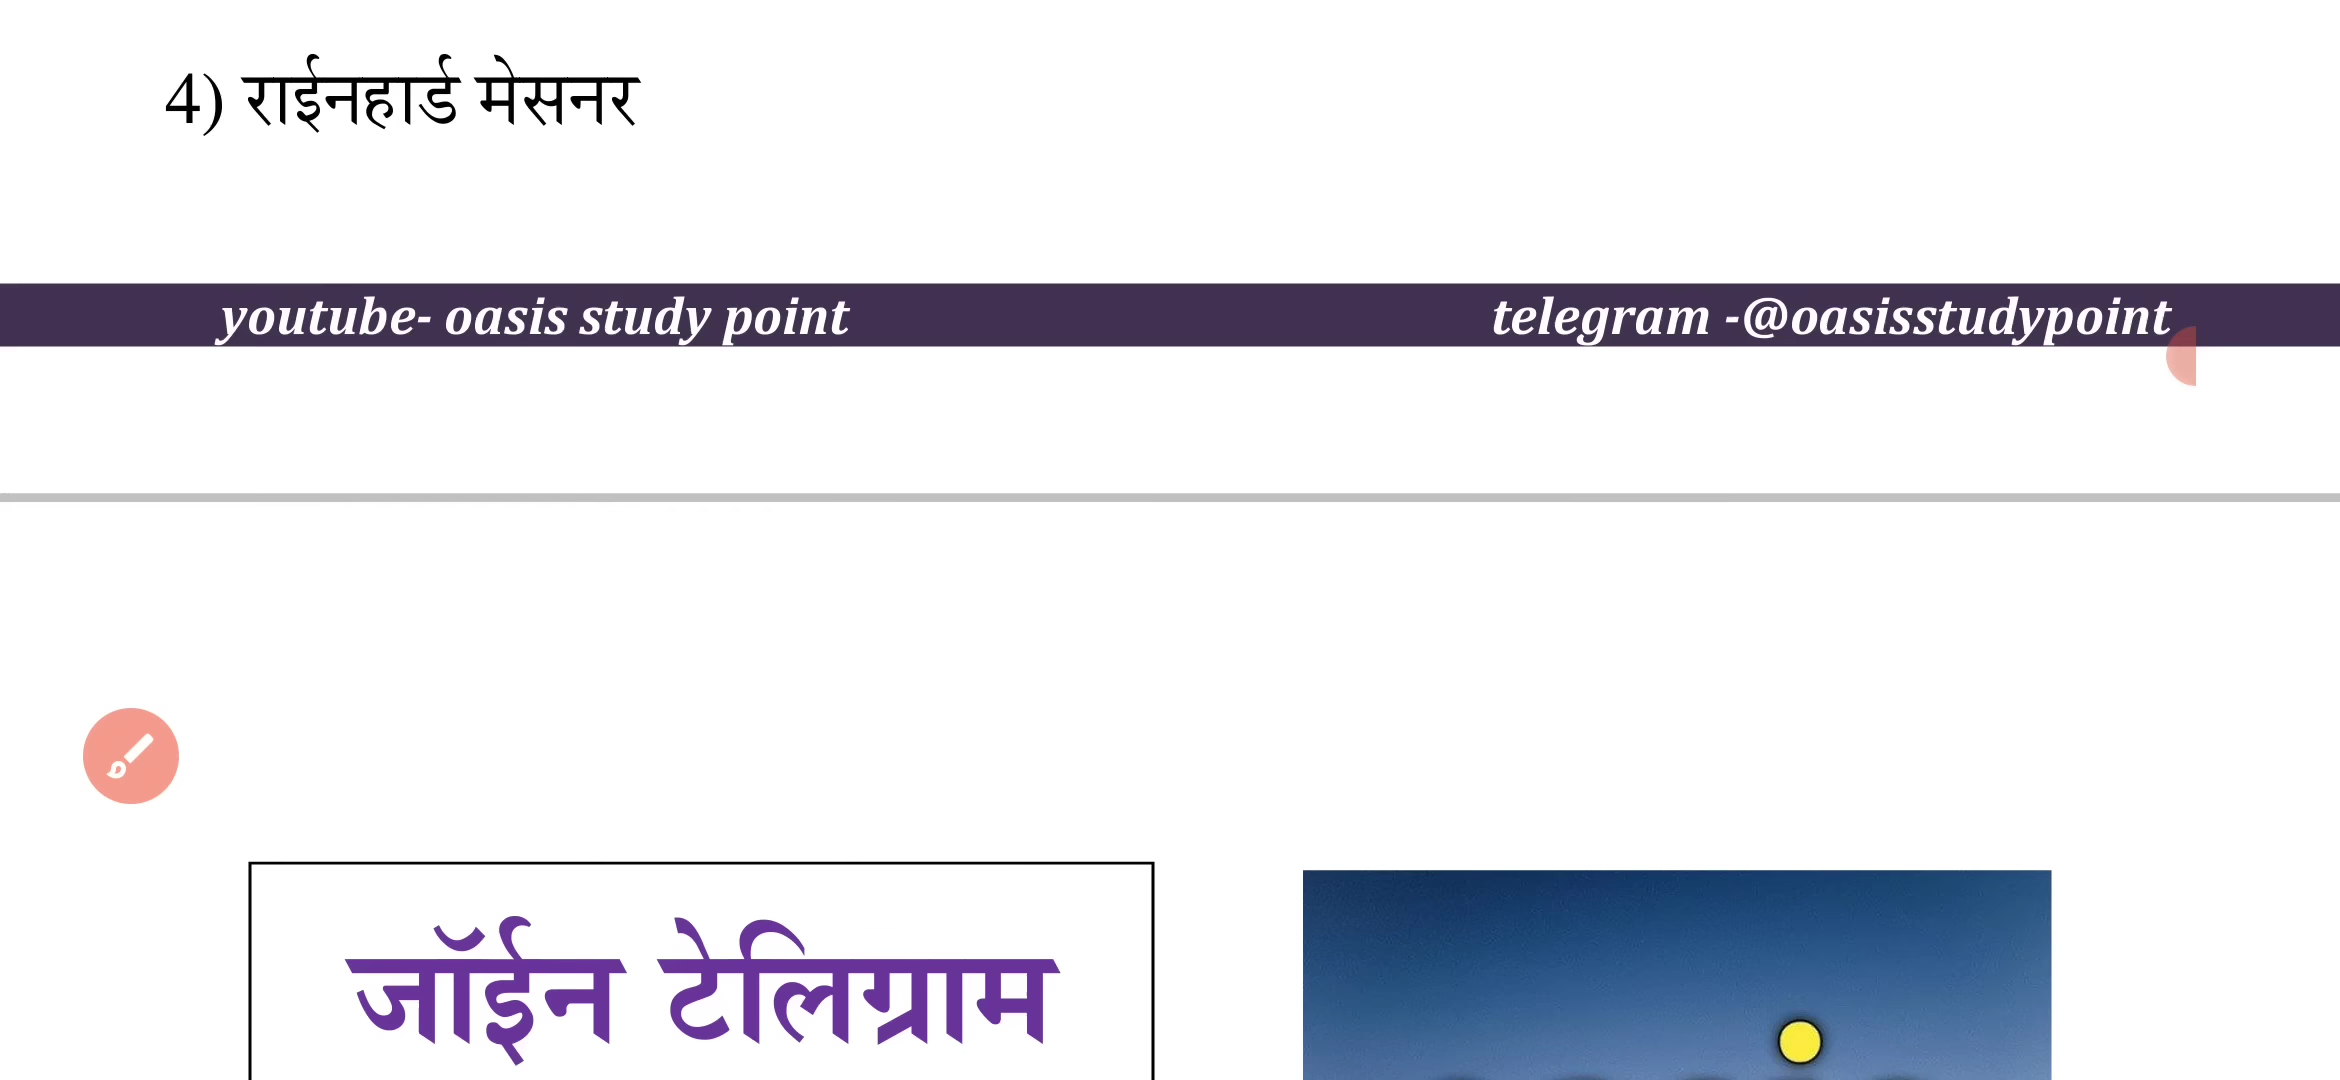 4) राईनहार्ड मेसनर
youtube- oasis study point
telegram -@oasisstudypoint
जॉईन टेलिग्राम